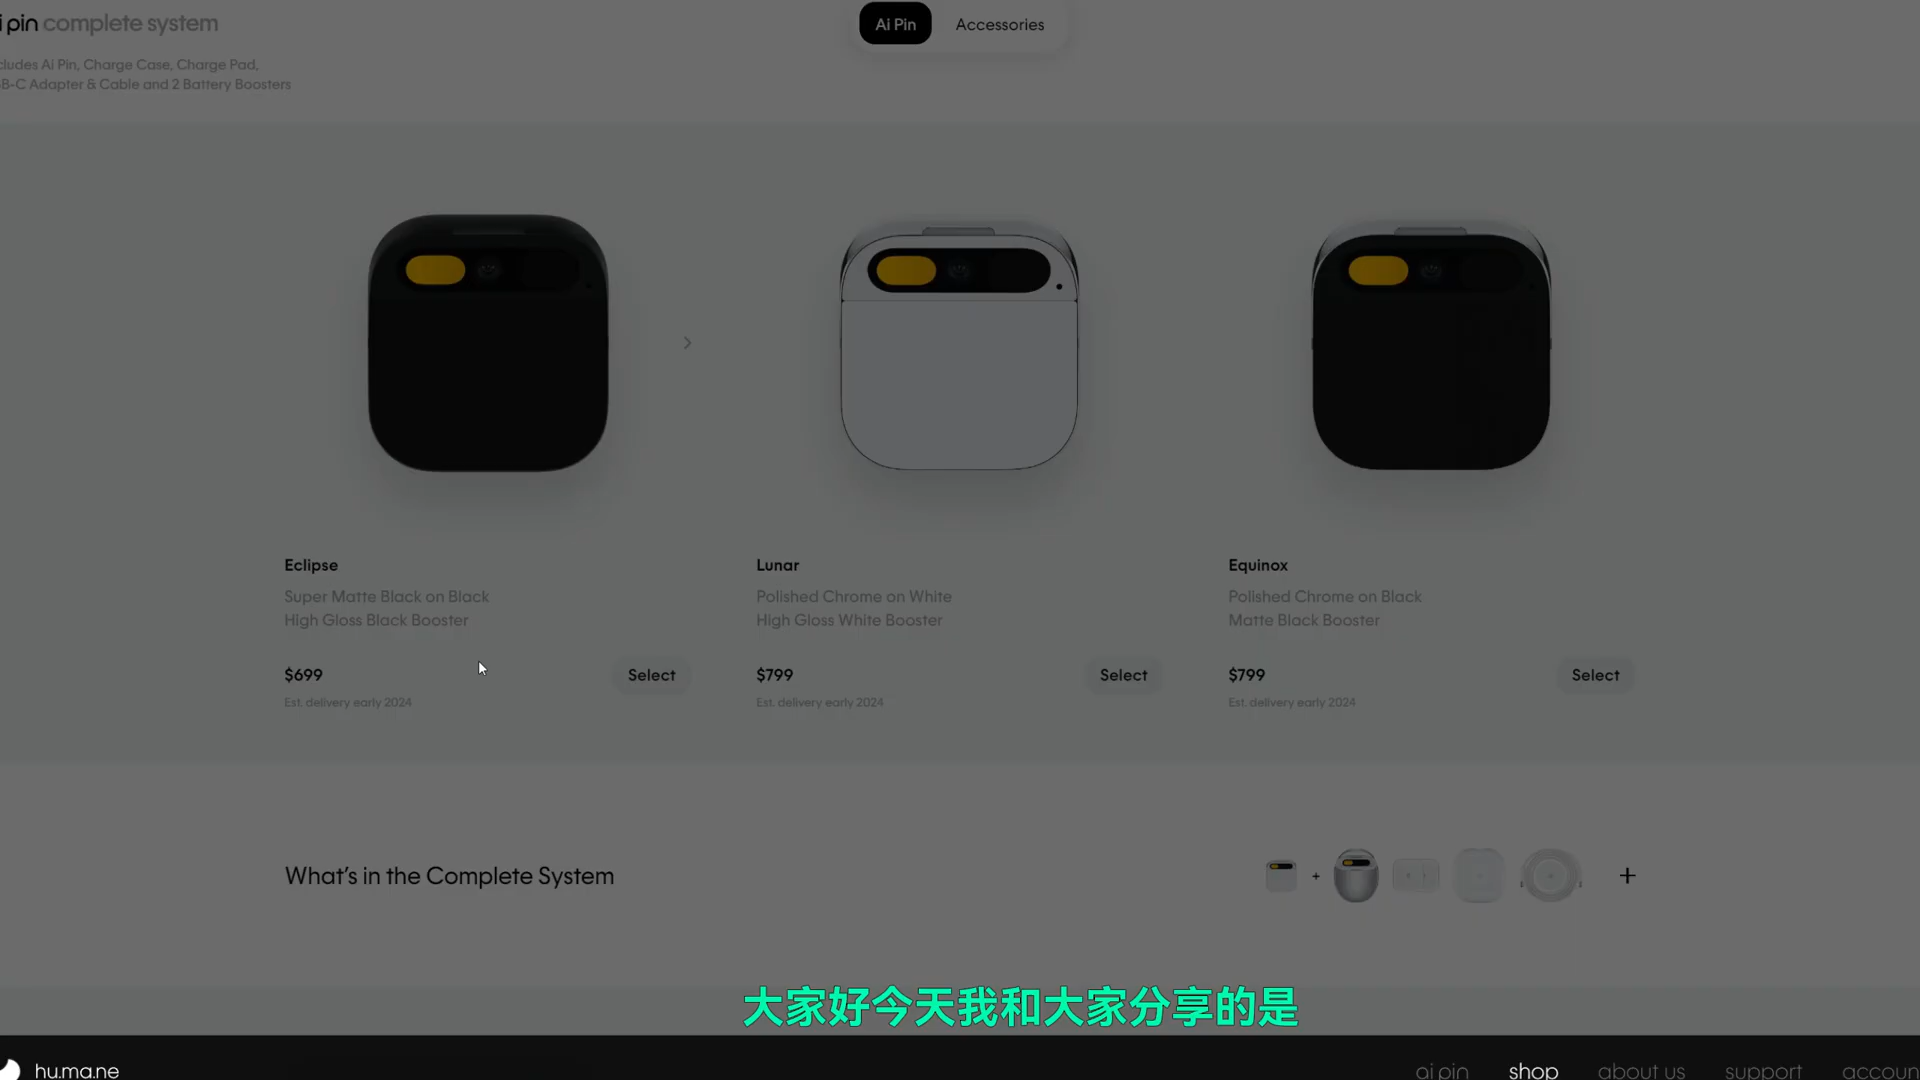 pin complete system
Ai Pin
Accessories
cludes Ai Pin, Charge Case, Charge Pad,
B-C Adapter & Cable and 2 Battery Boosters
Eclipse
Super Matte Black on Black
High Gloss Black Booster
$699
Select
Est. delivery early 2024
Lunar
Polished Chrome on White
High Gloss White Booster
$799
Select
Est. delivery early 2024
Equinox
Polished Chrome on Black
Matte Black Booster
$799
Select
Est. delivery early 2024
What's in the Complete System
+
+
大家好今天我和大家分享的是
hu.ma.ne
ai pin
shop
about us
support
accoun